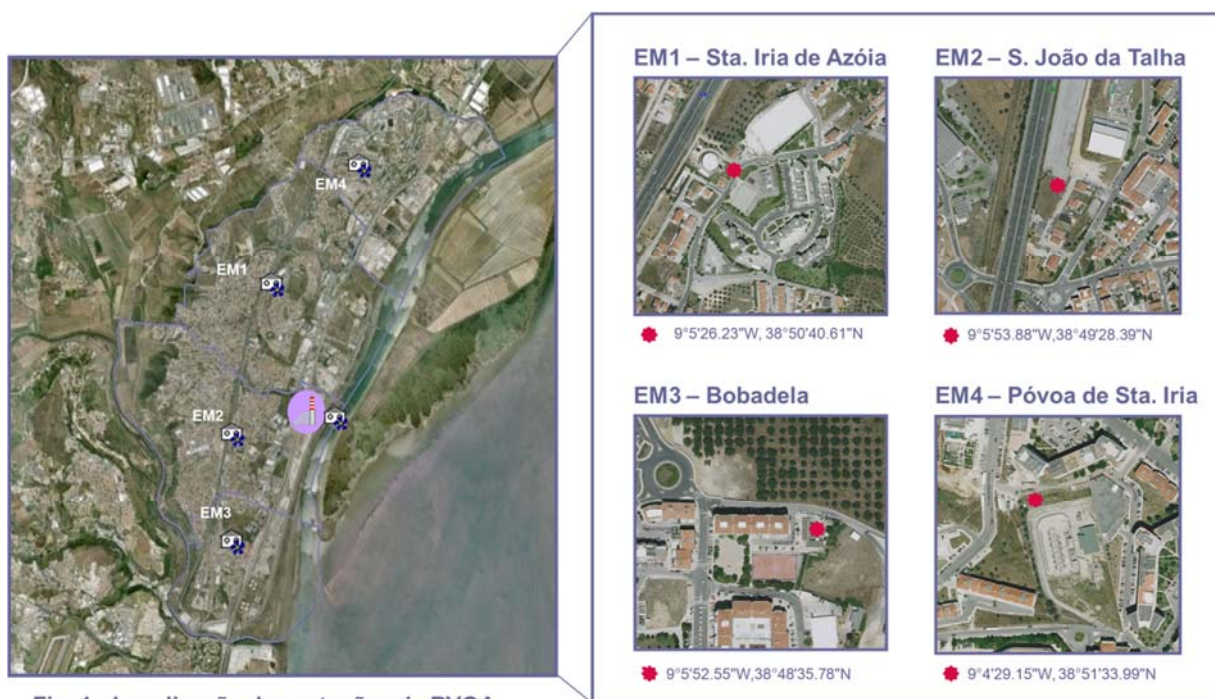 EM4
EM1
EM2
EM3
EM1 – Sta. Iria de Azóia
9°5'26.23"W, 38°50'40.61"N
EM2 – S. João da Talha
9°5'53.88"W,38°49'28.39"N
EM3 – Bobadela
9°5'52.55"W,38°48'35.78"N
EM4 – Póvoa de Sta. Iria
9°4'29.15"W, 38°51'33.99"N